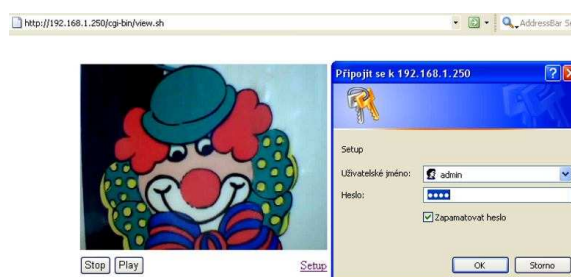 http://192.168.1.250/cgi-bin/view.sh
AddressBar Se
Připojit se k 192.168.1.250
Setup
Uživatelské jméno: admin
Heslo: ••••
Zapamatovat heslo
OK Storno
Stop Play Setup